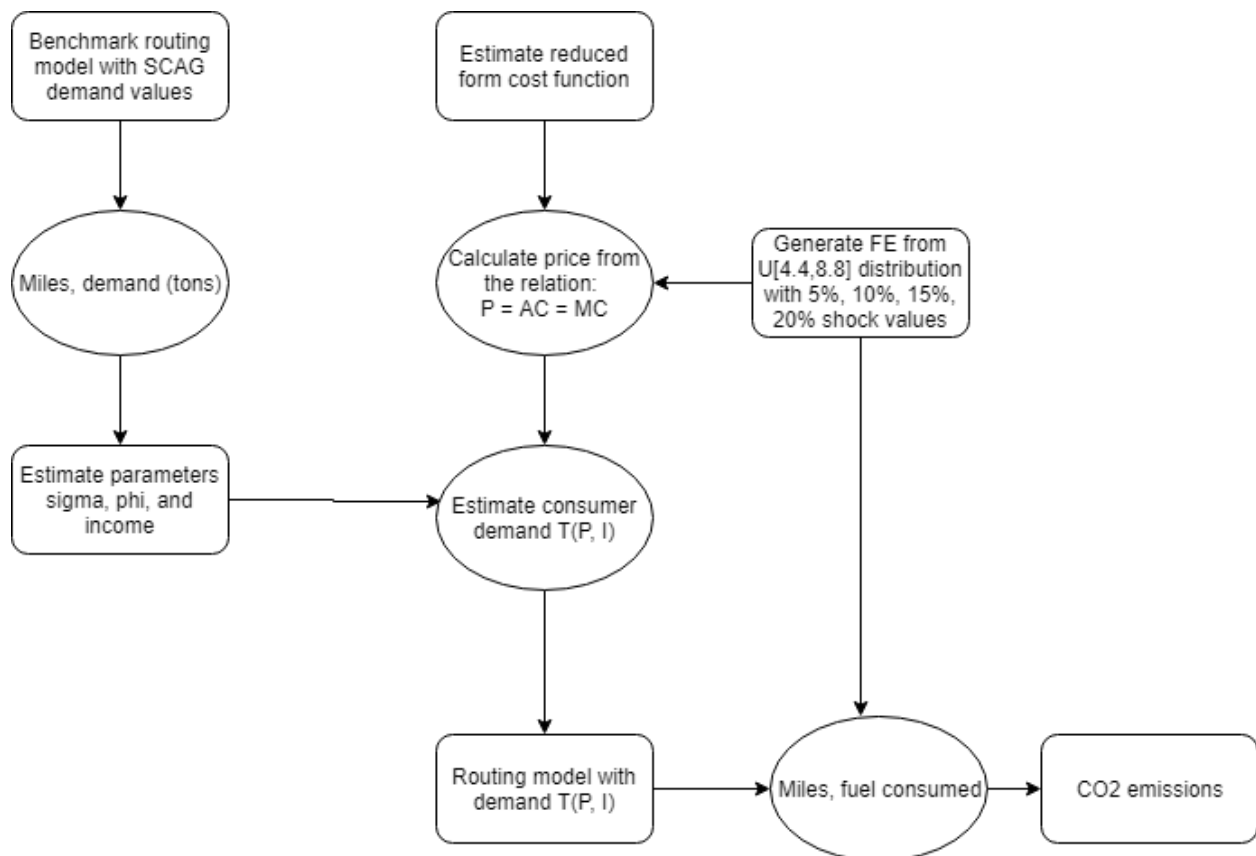 Benchmark routing
model with SCAG
demand values
Estimate reduced
form cost function
Miles, demand (tons)
Calculate price from
the relation:
P = AC = MC
Generate FE from
U[4.4,8.8] distribution
with 5%, 10%, 15%,
20% shock values
Estimate parameters
sigma, phi, and
income
Estimate consumer
demand T(P, I)
Routing model with
demand T(P, I)
Miles, fuel consumed
CO2 emissions